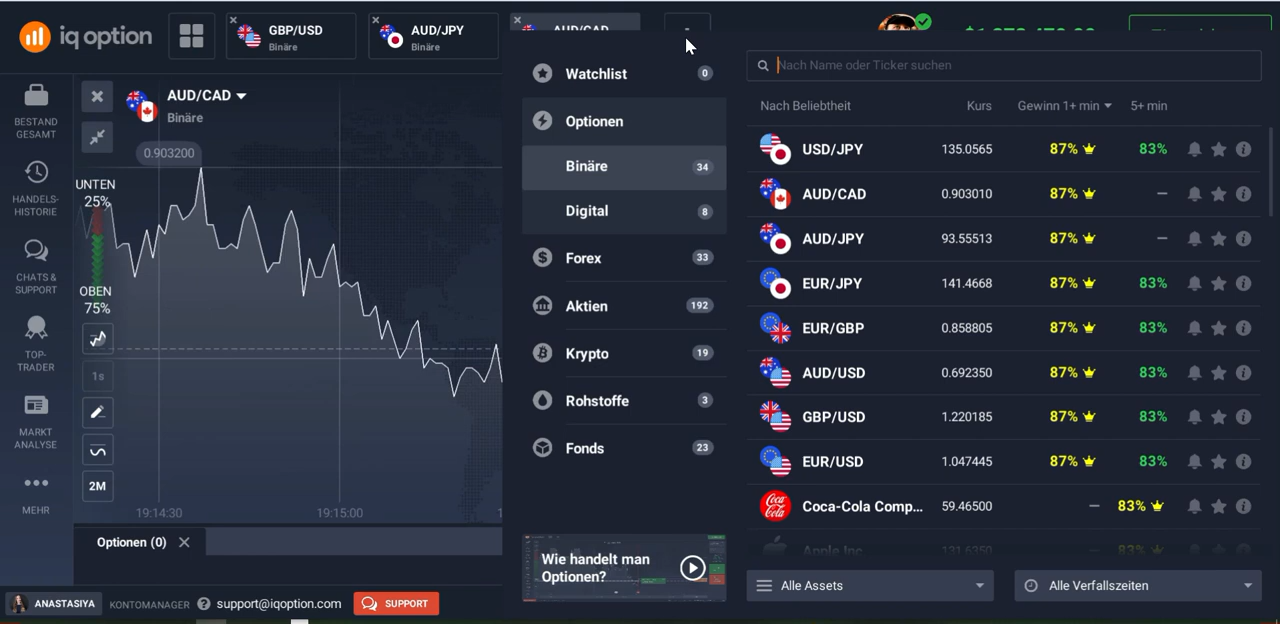 iq option
GBP/USD
Binäre
AUD/JPY
Binäre
AUD/CAD
BESTAND
GESAMT
HANDELS-
HISTORIE
CHATS &
SUPPORT
TOP-
TRADER
MARKT
ANALYSE
MEHR
AUD/CAD
Binäre
0.903200
UNTEN
25%
OBEN
75%
1s
2M
19:14:30
19:15:00
Optionen (0)
Watchlist 0
Optionen
Binäre 34
Digital 8
Forex 33
Aktien 192
Krypto 19
Rohstoffe 3
Fonds 23
Wie handelt man
Optionen?
Nach Name oder Ticker suchen
Nach Beliebtheit Kurs Gewinn 1+ min 5+ min
USD/JPY 135.0565 87% 83%
AUD/CAD 0.903010 87% –
AUD/JPY 93.55513 87% –
EUR/JPY 141.4668 87% 83%
EUR/GBP 0.858805 87% 83%
AUD/USD 0.692350 87% 83%
GBP/USD 1.220185 87% 83%
EUR/USD 1.047445 87% 83%
Coca-Cola Comp... 59.46500 – 83%
Apple Inc 131.6350 – 83%
Alle Assets
Alle Verfallszeiten
ANASTASIYA KONTOMANAGER support@iqoption.com SUPPORT